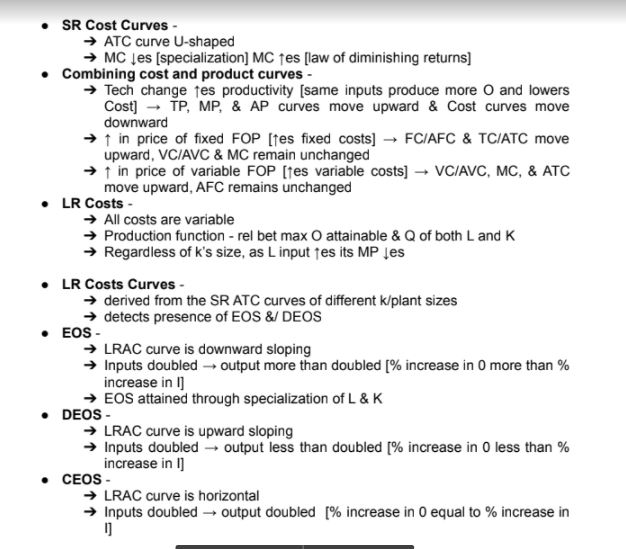 ● SR Cost Curves -
➔ ATC curve U-shaped
➔ MC ↓es [specialization] MC ↑es [law of diminishing returns]
● Combining cost and product curves -
➔ Tech change ↑es productivity [same inputs produce more O and lowers
Cost] → TP, MP, & AP curves move upward & Cost curves move
downward
➔ ↑ in price of fixed FOP [↑es fixed costs] → FC/AFC & TC/ATC move
upward, VC/AVC & MC remain unchanged
➔ ↑ in price of variable FOP [↑es variable costs] → VC/AVC, MC, & ATC
move upward, AFC remains unchanged
● LR Costs -
➔ All costs are variable
➔ Production function - rel bet max O attainable & Q of both L and K
➔ Regardless of k's size, as L input ↑es its MP ↓es
● LR Costs Curves -
➔ derived from the SR ATC curves of different k/plant sizes
➔ detects presence of EOS &/ DEOS
● EOS -
➔ LRAC curve is downward sloping
➔ Inputs doubled → output more than doubled [% increase in 0 more than %
increase in I]
➔ EOS attained through specialization of L & K
● DEOS -
➔ LRAC curve is upward sloping
➔ Inputs doubled → output less than doubled [% increase in 0 less than %
increase in I]
● CEOS -
➔ LRAC curve is horizontal
➔ Inputs doubled → output doubled [% increase in 0 equal to % increase in
I]